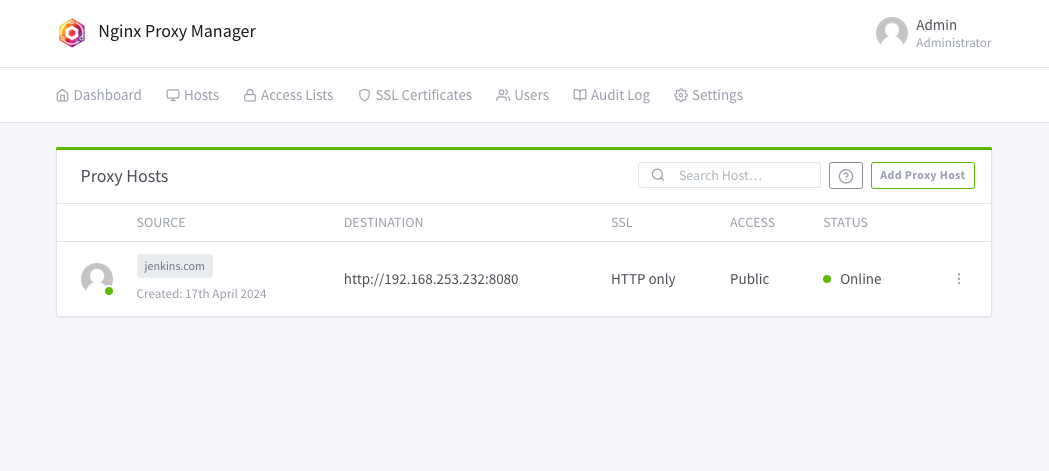 Nginx Proxy Manager
Admin
Administrator
Dashboard Hosts Access Lists SSL Certificates Users Audit Log Settings
Proxy Hosts Search Host… Add Proxy Host
SOURCE DESTINATION SSL ACCESS STATUS
jenkins.com
Created: 17th April 2024
http://192.168.253.232:8080 HTTP only Public Online